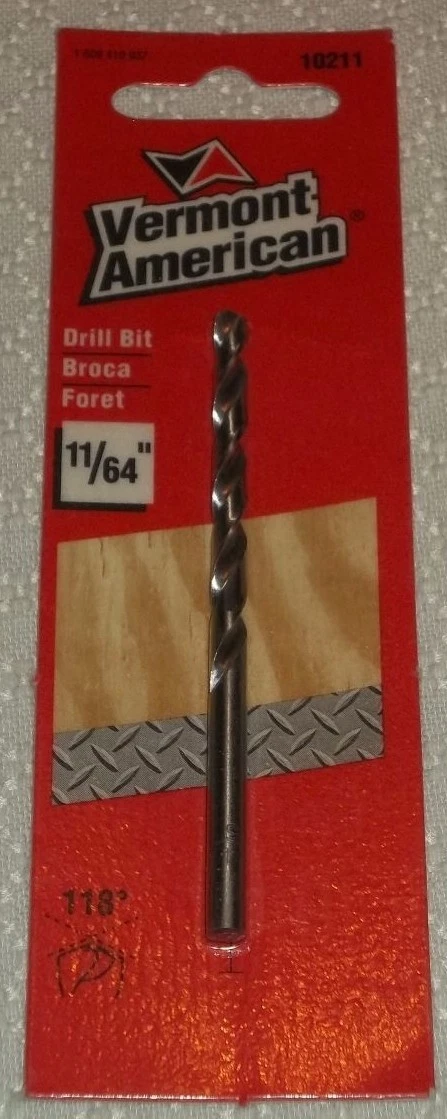 10211
Vermont
American®
Drill Bit
Broca
Foret
11/64"
118°